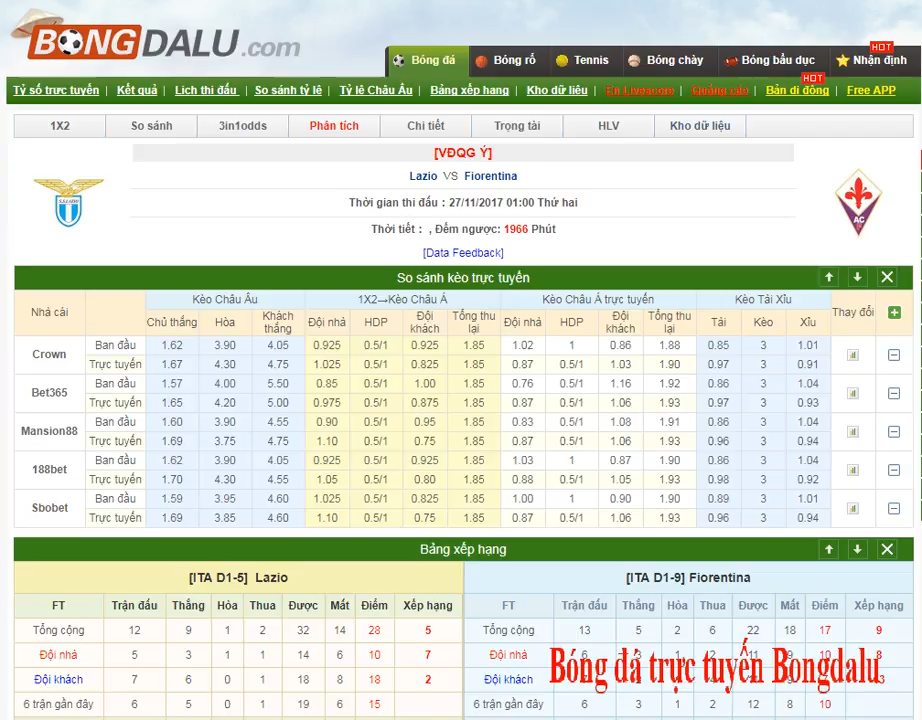 BONGDALU.com
Bóng đá Bóng rổ Tennis Bóng chày Bóng bầu dục HOT Nhận định
Tỷ số trực tuyến | Kết quả | Lịch thi đấu | So sánh tỷ lê | Tỷ lê Châu Âu | Bảng xếp hạng | Kho dữ liệu | HOT Bản di động | Free APP
1X2 So sánh 3in1odds Phân tích Chi tiết Trọng tài HLV Kho dữ liệu
[VĐQG Ý]
Lazio VS Fiorentina
Thời gian thi đấu : 27/11/2017 01:00 Thứ hai
Thời tiết : , Đếm ngược: 1966 Phút
[Data Feedback]
So sánh kèo trực tuyến
Nhà cái Kèo Châu Âu 1X2→Kèo Châu Á Kèo Châu Á trực tuyến Kèo Tài Xỉu Thay đổi
Chủ thắng Hòa Khách thắng Đội nhà HDP Đội khách Tổng thu lại Đội nhà HDP Đội khách Tổng thu lại Tài Kèo Xỉu
Crown Ban đầu 1.62 3.90 4.05 0.925 0.5/1 0.925 1.85 1.02 1 0.86 1.88 0.85 3 1.01
Trực tuyến 1.67 4.30 4.75 1.025 0.5/1 0.825 1.85 0.87 0.5/1 1.03 1.90 0.97 3 0.91
Bet365 Ban đầu 1.57 4.00 5.50 0.85 0.5/1 1.00 1.85 0.76 0.5/1 1.16 1.92 0.86 3 1.04
Trực tuyến 1.65 4.20 5.00 0.975 0.5/1 0.875 1.85 0.87 0.5/1 1.06 1.93 0.97 3 0.93
Mansion88 Ban đầu 1.60 3.90 4.55 0.90 0.5/1 0.95 1.85 0.83 0.5/1 1.08 1.91 0.86 3 1.04
Trực tuyến 1.69 3.75 4.75 1.10 0.5/1 0.75 1.85 0.87 0.5/1 1.06 1.93 0.96 3 0.94
188bet Ban đầu 1.62 3.90 4.05 0.925 0.5/1 0.925 1.85 1.03 1 0.87 1.90 0.86 3 1.04
Trực tuyến 1.70 4.30 4.55 1.05 0.5/1 0.80 1.85 0.88 0.5/1 1.05 1.93 0.98 3 0.92
Sbobet Ban đầu 1.59 3.95 4.60 1.025 0.5/1 0.825 1.85 1.00 1 0.90 1.90 0.89 3 1.01
Trực tuyến 1.69 3.85 4.60 1.10 0.5/1 0.75 1.85 0.87 0.5/1 1.06 1.93 0.96 3 0.94
Bảng xếp hạng
[ITA D1-5] Lazio [ITA D1-9] Fiorentina
FT Trận đấu Thắng Hòa Thua Được Mất Điểm Xếp hạng FT Trận đấu Thắng Hòa Thua Được Mất Điểm Xếp hạng
Tổng cộng 12 9 1 2 32 14 28 5 Tổng cộng 13 5 2 6 22 18 17 9
Đội nhà 5 3 1 1 14 6 10 7 Đội nhà 6 3 1 2 11 9 10 8
Đội khách 7 6 0 1 18 8 18 2 Đội khách
6 trận gần đây 6 5 0 1 19 6 15 6 trận gần đây 6 3 1 2 12 8 10
Bóng đá trực tuyến Bongdalu